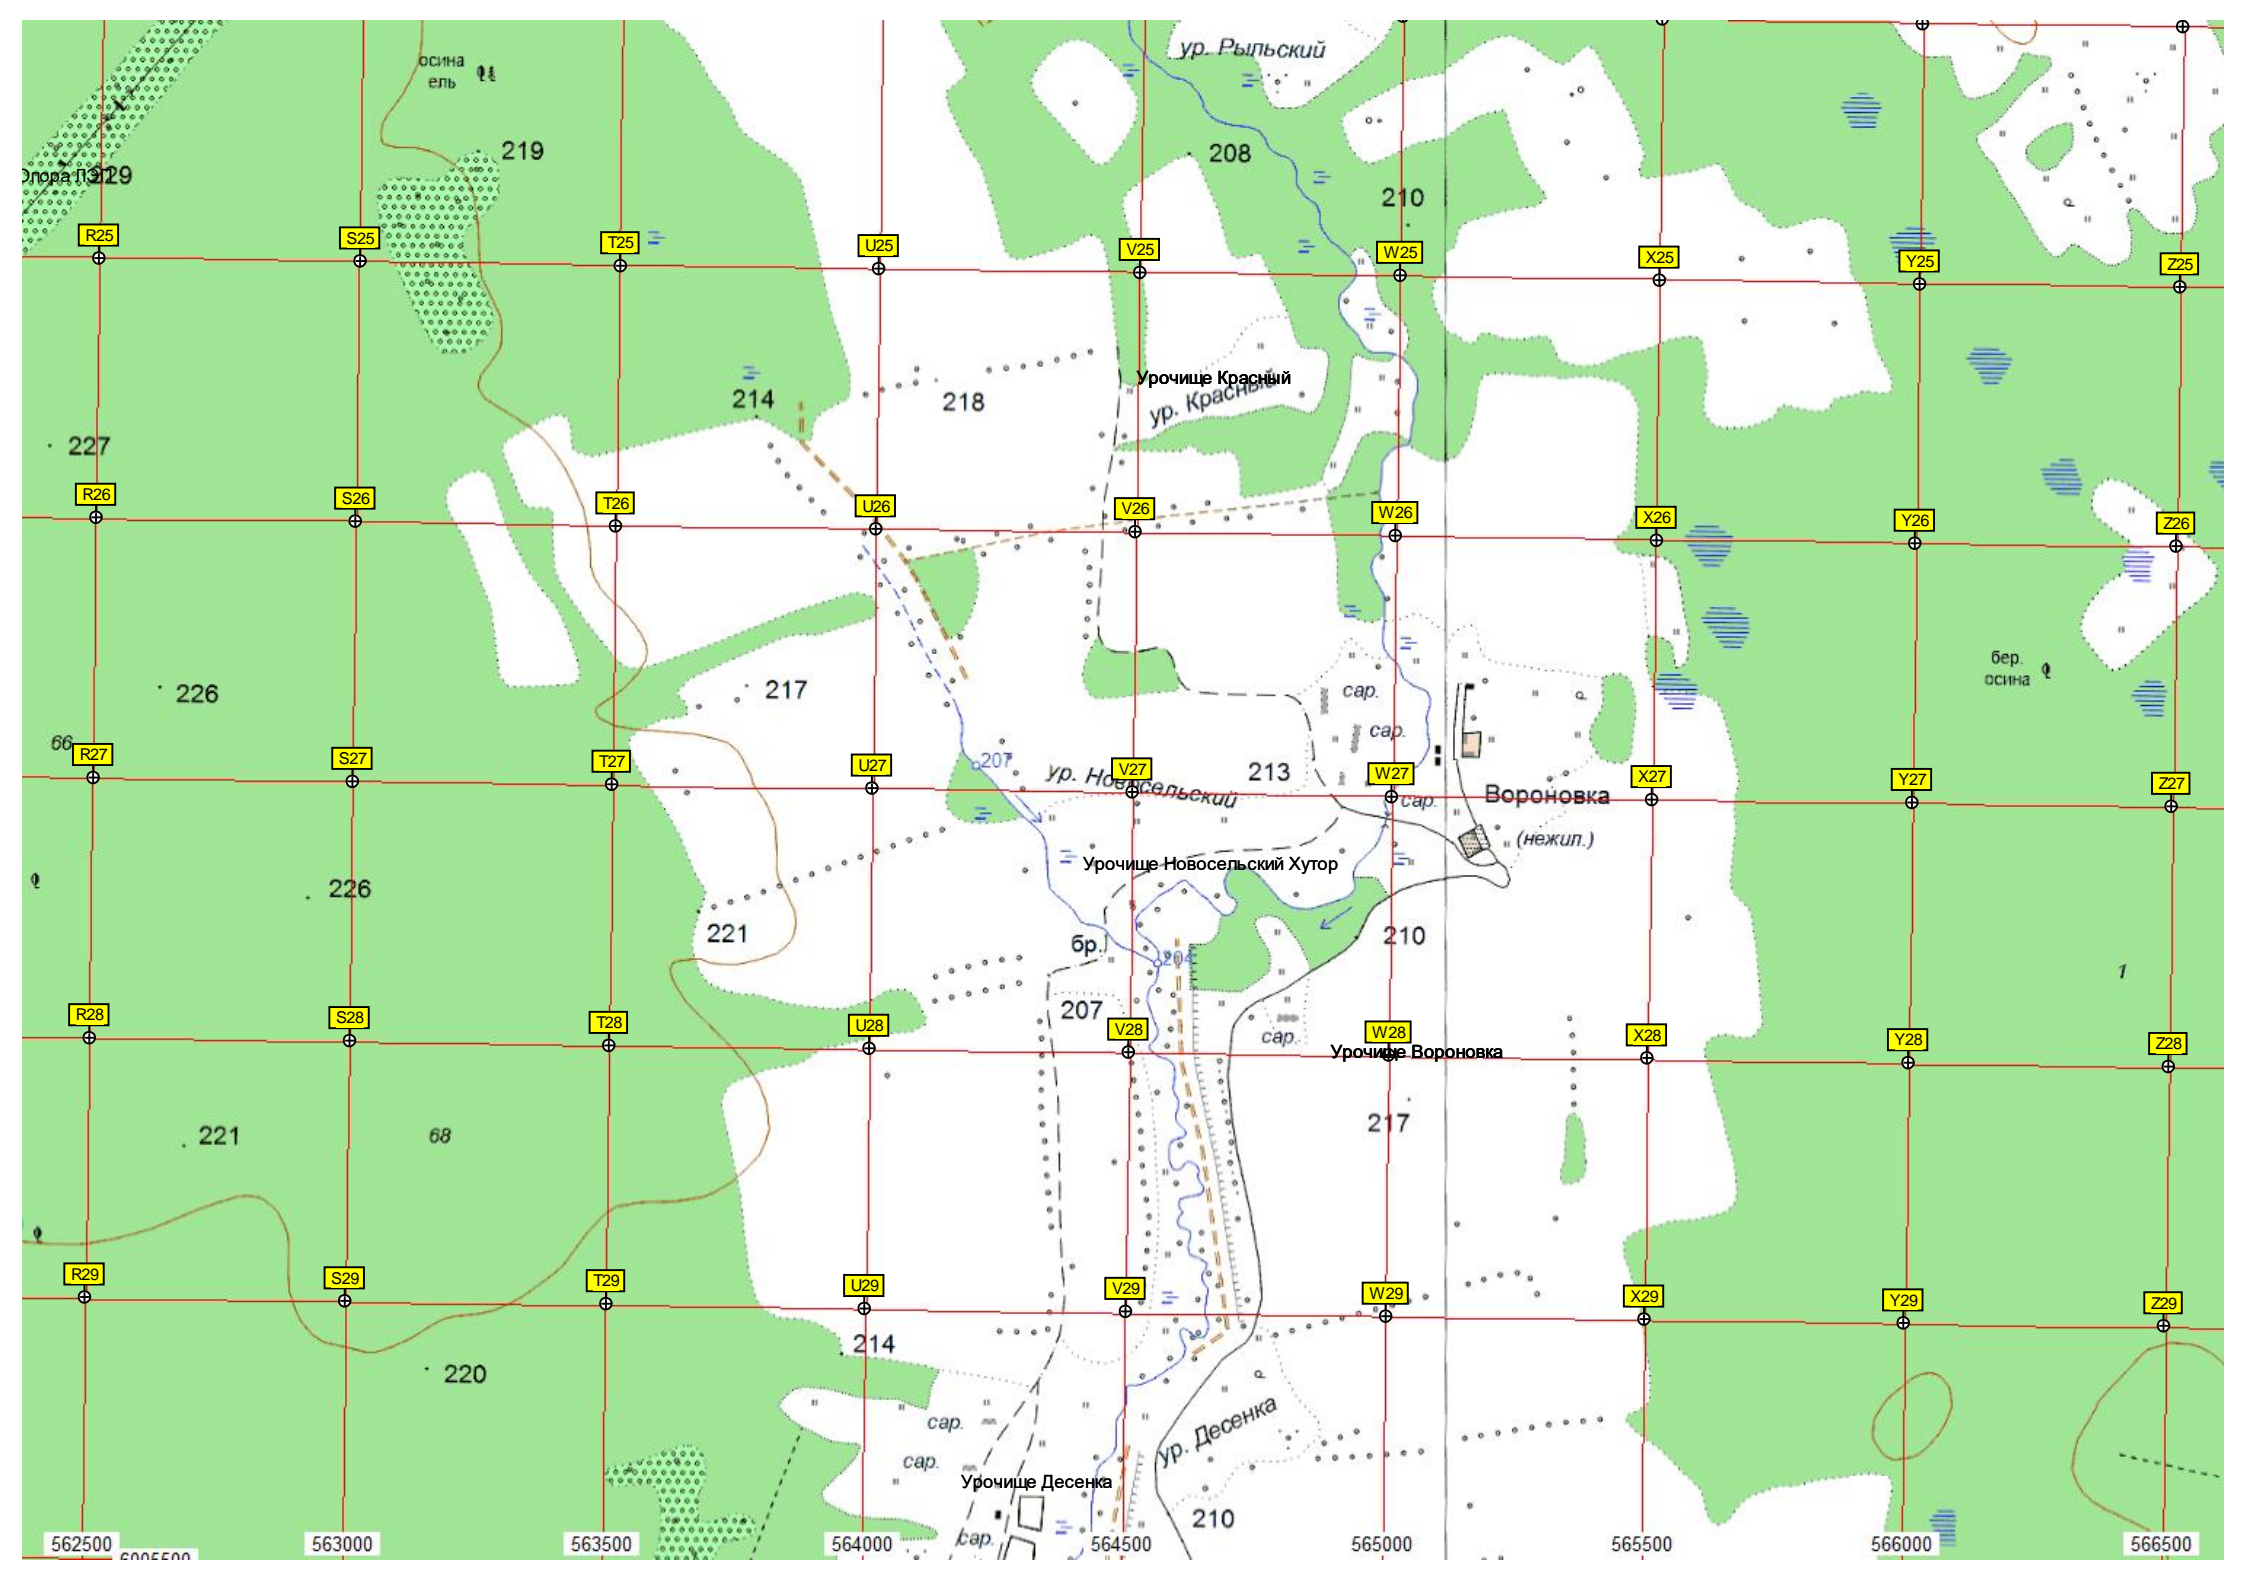 ур. Рыльский
осина
ель
219
208
229
210
R25
S25
T25
U25
V25
W25
X25
Y25
Z25
Урочище Красный
ур. Красный
214
218
227
R26
S26
T26
U26
V26
W26
X26
Y26
Z26
бер.
осина
226
217
сар.
сар.
66
207
ур. Новосельский
213
R27
S27
T27
U27
V27
W27
X27
Y27
Z27
сар.
Вороновка
(нежил.)
Урочище Новосельский Хутор
226
221
бр.
204
210
1
207
сар.
R28
S28
T28
U28
V28
W28
X28
Y28
Z28
Урочище Вороновка
221
68
217
R29
S29
T29
U29
V29
W29
X29
Y29
Z29
214
220
сар.
ур. Десенка
сар.
Урочище Десенка
210
сар.
562500
563000
563500
564000
564500
565000
565500
566000
566500